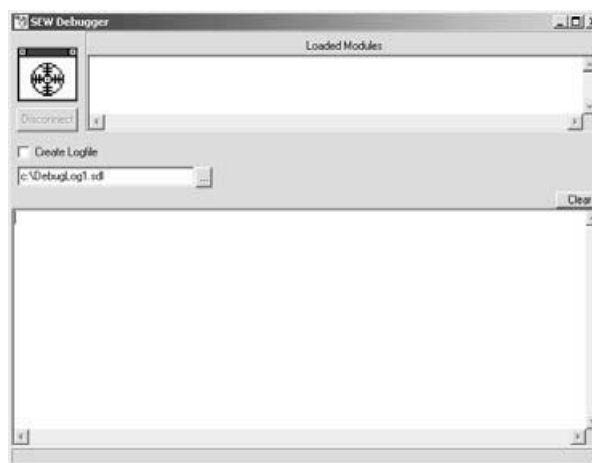 SEW Debugger
Loaded Modules
Disconnect
Create Logfile
c:\DebugLog1.sdl
...
Clear